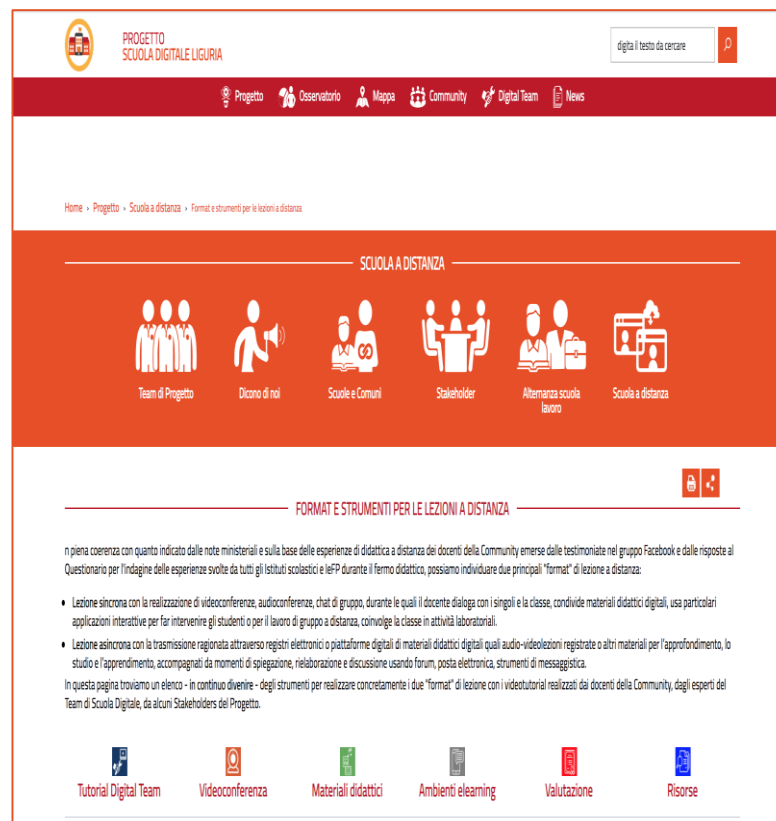 PROGETTO
SCUOLA DIGITALE LIGURIA
digita il testo da cercare
Progetto Osservatorio Mappa Community Digital Team News
Home › Progetto › Scuola a distanza › Format e strumenti per le lezioni a distanza
SCUOLA A DISTANZA
Team di Progetto Dicono di noi Scuole e Comuni Stakeholder Alternanza scuola lavoro Scuola a distanza
FORMAT E STRUMENTI PER LE LEZIONI A DISTANZA
n piena coerenza con quanto indicato dalle note ministeriali e sulla base delle esperienze di didattica a distanza dei docenti della Community emerse dalle testimoniate nel gruppo Facebook e dalle risposte al
Questionario per l'indagine delle esperienze svolte da tutti gli Istituti scolastici e IeFP durante il fermo didattico, possiamo individuare due principali "format" di lezione a distanza:
• Lezione sincrona con la realizzazione di videoconferenze, audioconferenze, chat di gruppo, durante le quali il docente dialoga con i singoli e la classe, condivide materiali didattici digitali, usa particolari
applicazioni interattive per far intervenire gli studenti o per il lavoro di gruppo a distanza, coinvolge la classe in attività laboratoriali.
• Lezione asincrona con la trasmissione ragionata attraverso registri elettronici o piattaforme digitali di materiali didattici digitali quali audio-videolezioni registrate o altri materiali per l'approfondimento, lo
studio e l'apprendimento, accompagnati da momenti di spiegazione, rielaborazione e discussione usando forum, posta elettronica, strumenti di messaggistica.
In questa pagina troviamo un elenco - in continuo divenire - degli strumenti per realizzare concretamente i due "format" di lezione con i videotutorial realizzati dai docenti della Community, dagli esperti del
Team di Scuola Digitale, da alcuni Stakeholders del Progetto.
Tutorial Digital Team Videoconferenza Materiali didattici Ambienti elearning Valutazione Risorse